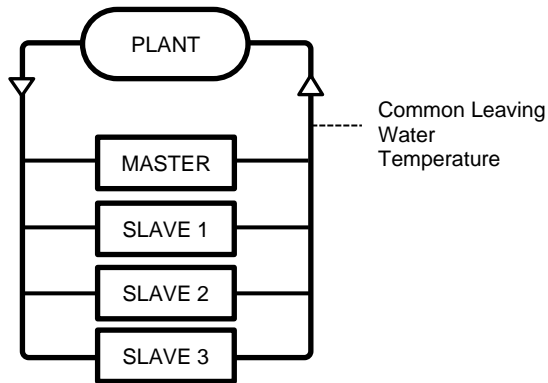 PLANT
Common Leaving
Water
Temperature
MASTER
SLAVE 1
SLAVE 2
SLAVE 3